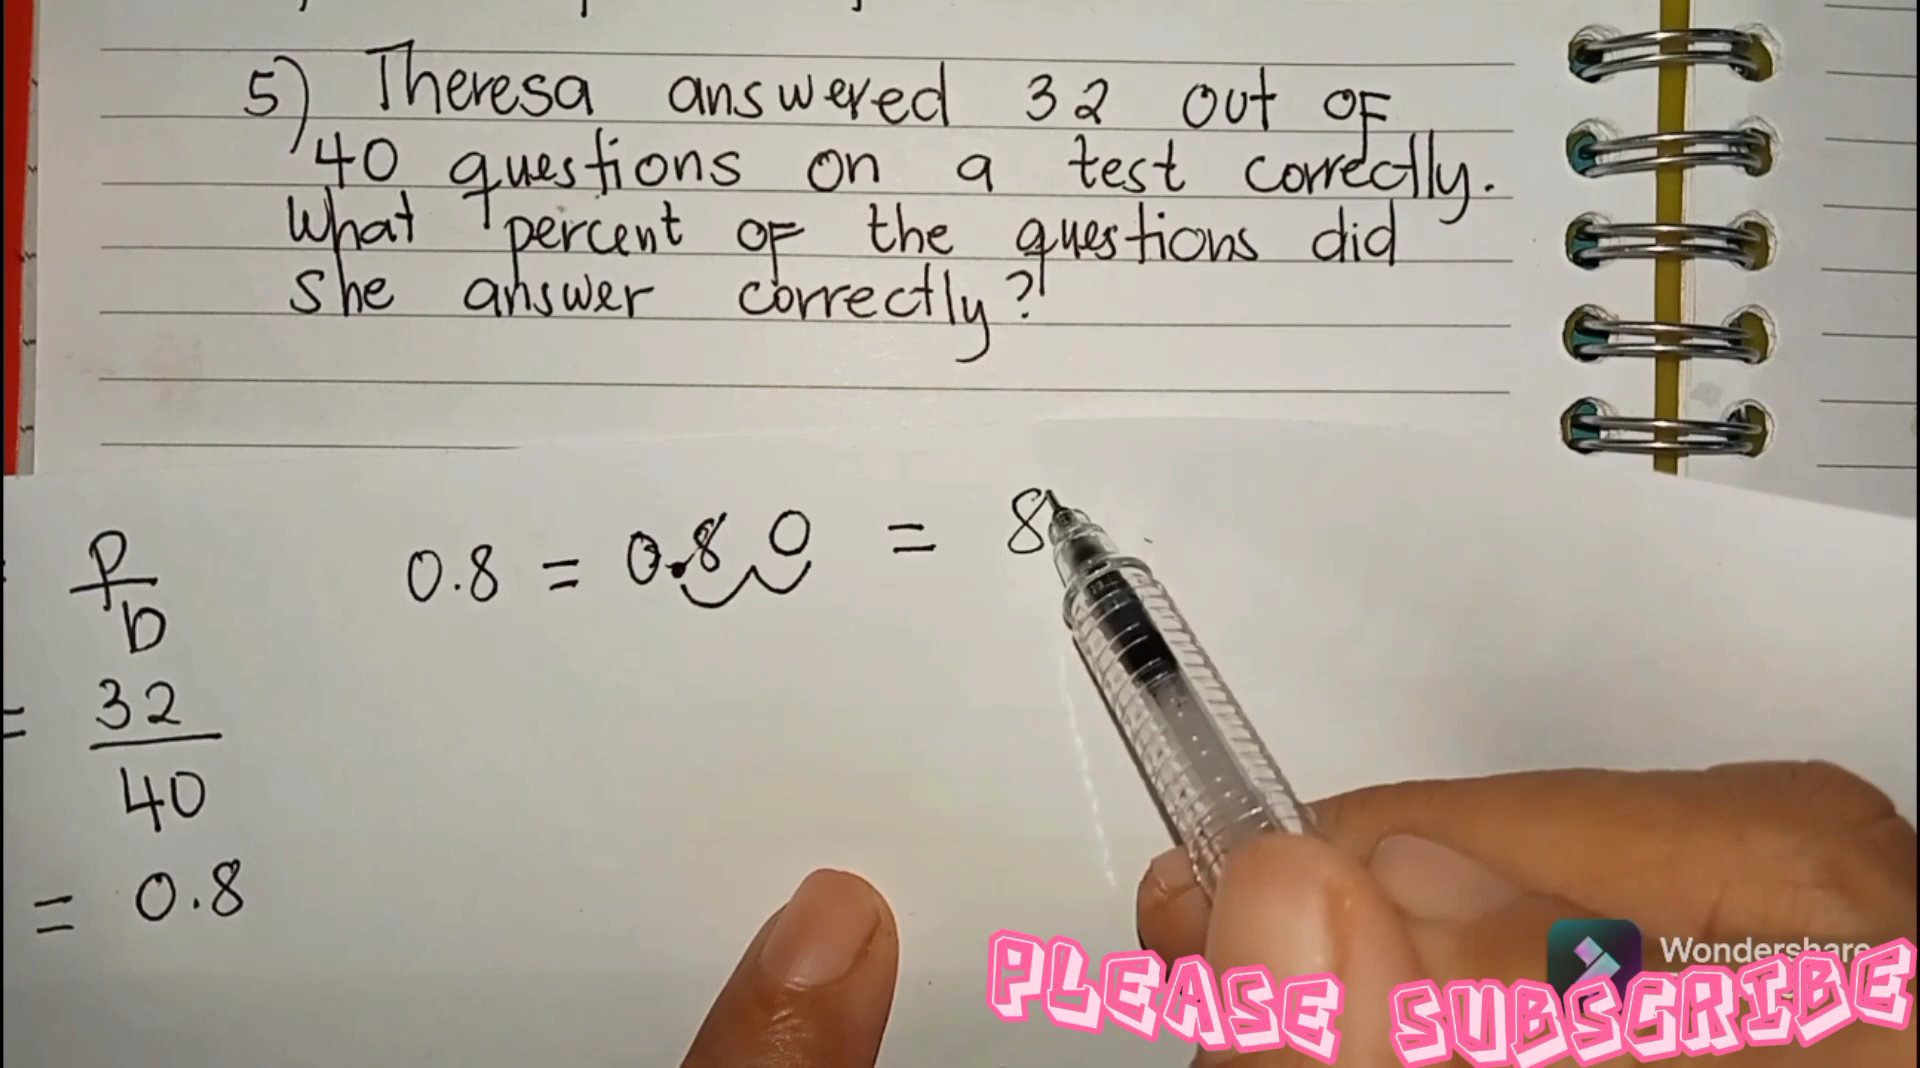 5) Theresa answered 32 out OF
40 questions on a test correctly.
What percent OF the questions did
she answer correctly?
P
b
= 32
40
= 0.8
0.8 = 0.80 = 8
Wondershare
PLEASE SUBSCRIBE